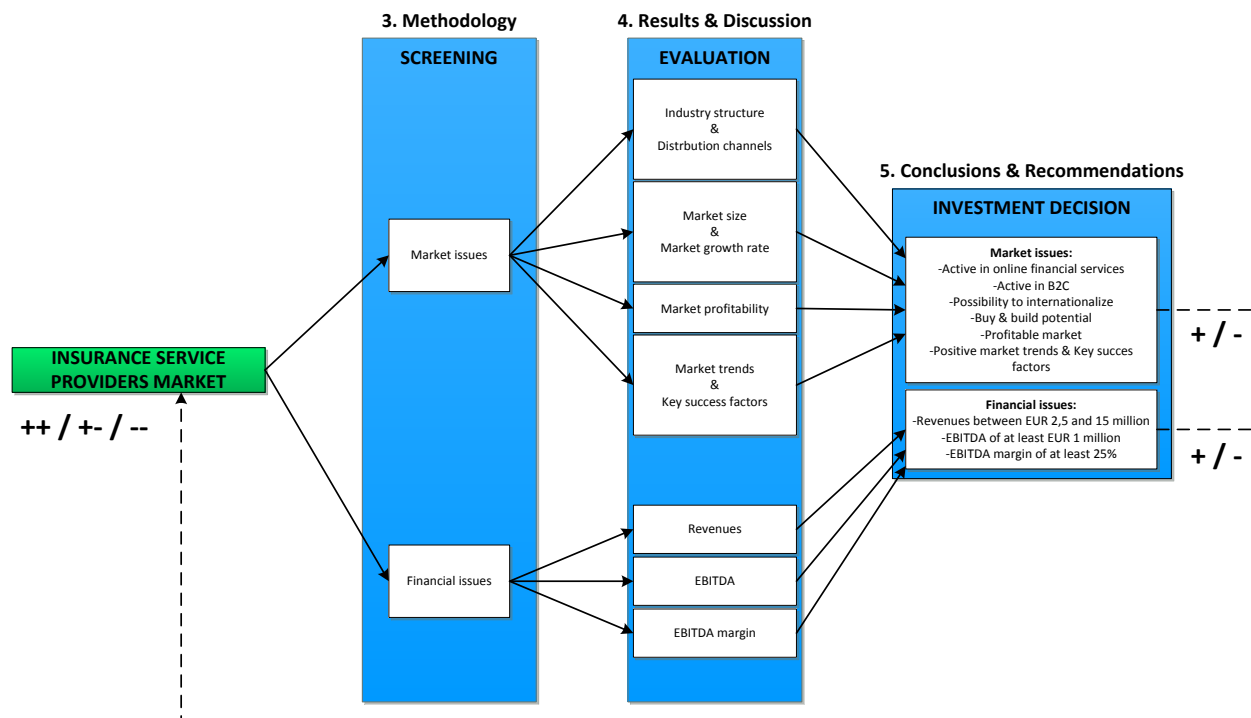 3. Methodology
4. Results & Discussion
SCREENING
EVALUATION
Industry structure
&
Distrbution channels
5. Conclusions & Recommendations
INVESTMENT DECISION
Market size
&
Market growth rate
Market issues
Market issues:
-Active in online financial services
-Active in B2C
-Possibility to internationalize
-Buy & build potential
-Profitable market
-Positive market trends & Key succes
factors
+ / -
Market profitability
INSURANCE SERVICE
PROVIDERS MARKET
++ / +- / --
Market trends
&
Key success factors
Financial issues:
-Revenues between EUR 2,5 and 15 million
-EBITDA of at least EUR 1 million
-EBITDA margin of at least 25%
+ / -
Financial issues
Revenues
EBITDA
EBITDA margin